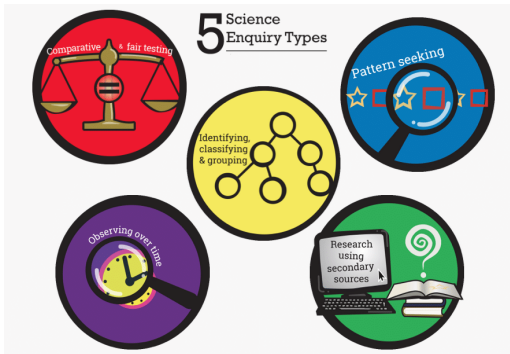 5 Science
Enquiry Types
Comparative & fair testing
Pattern seeking
Identifying,
classifying
& grouping
Observing over time
Research
using
secondary
sources